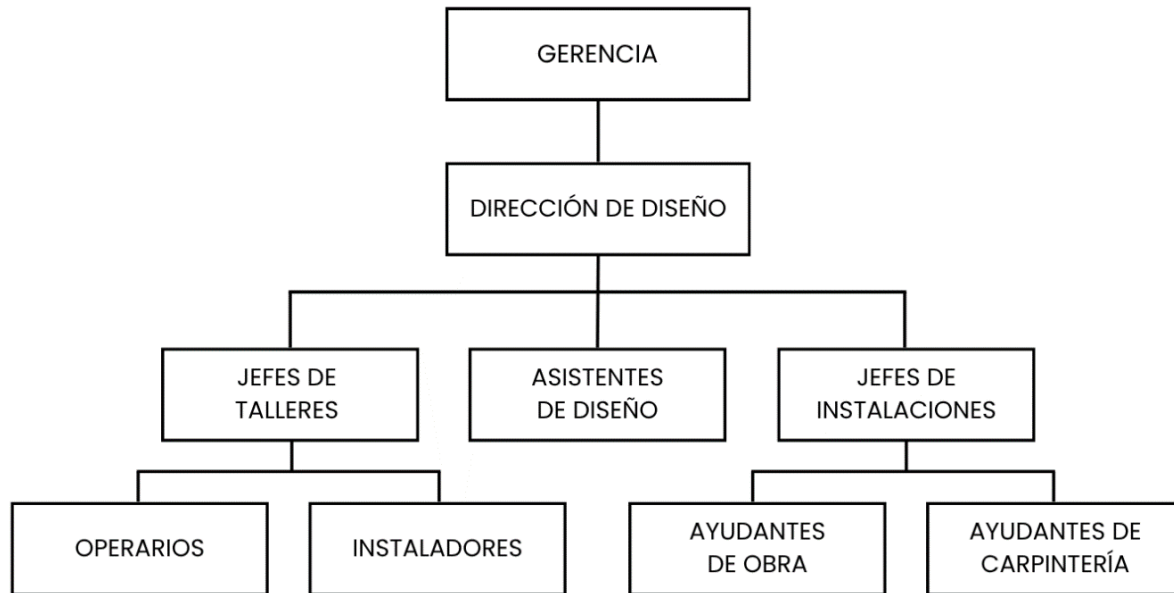 GERENCIA
DIRECCIÓN DE DISEÑO
JEFES DE
TALLERES
ASISTENTES
DE DISEÑO
JEFES DE
INSTALACIONES
OPERARIOS
INSTALADORES
AYUDANTES
DE OBRA
AYUDANTES DE
CARPINTERÍA